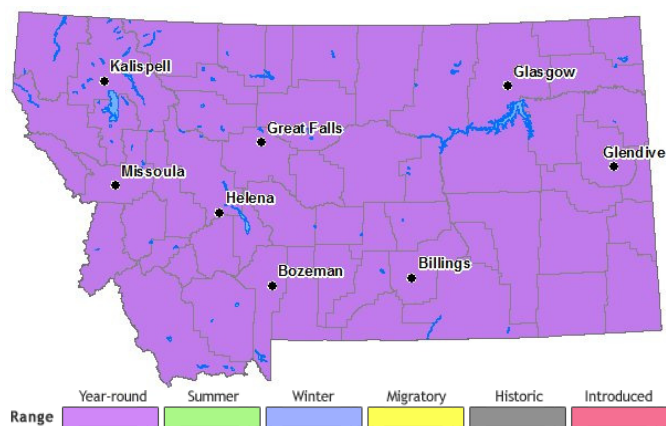 Kalispell
Glasgow
Great Falls
Glendive
Missoula
Helena
Bozeman
Billings
Year-round Summer Winter Migratory Historic Introduced
Range